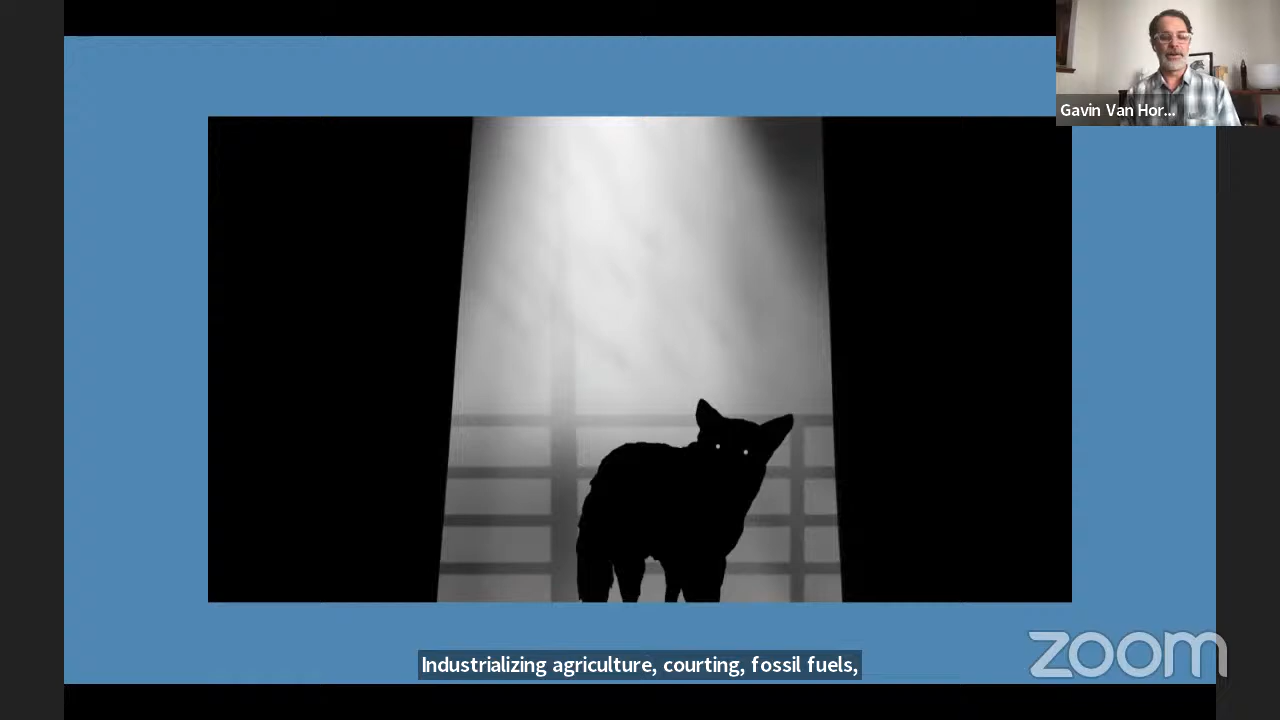 Gavin Van Hor...
Industrializing agriculture, courting, fossil fuels,
zoom